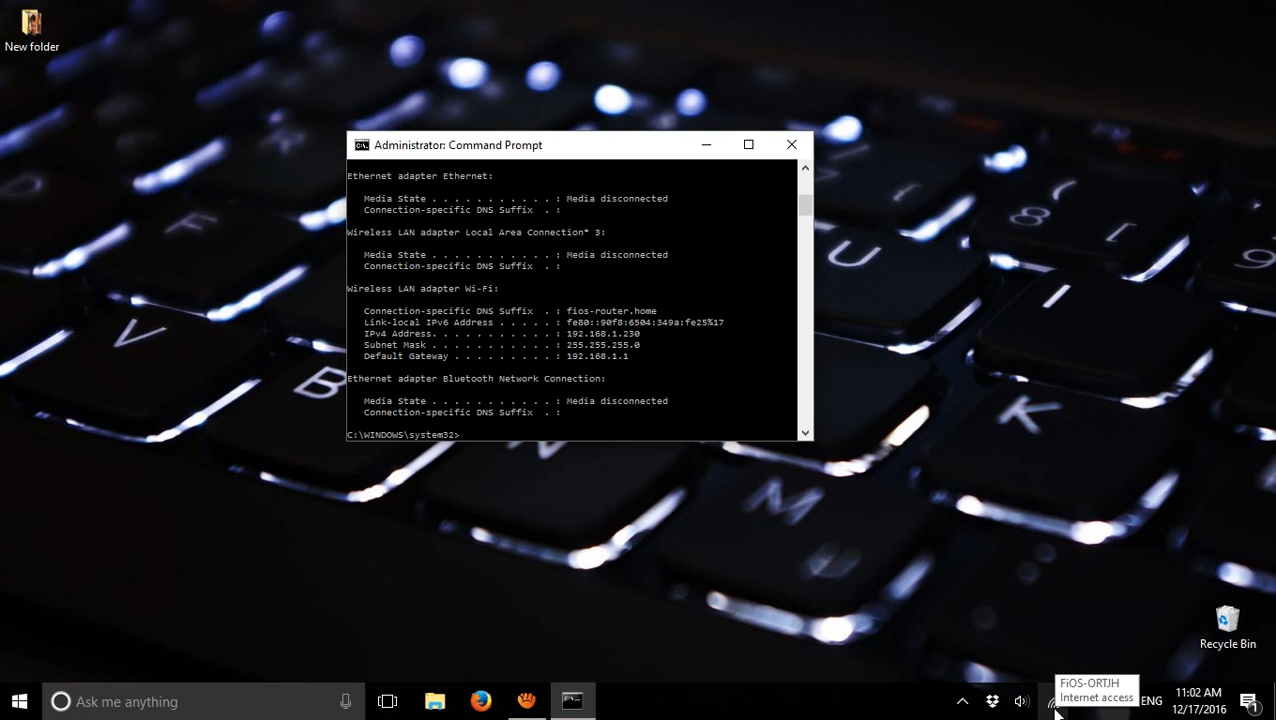 New folder
Administrator: Command Prompt
Ethernet adapter Ethernet:
Media State . . . . . . . . . . . : Media disconnected
Connection-specific DNS Suffix  . :
Wireless LAN adapter Local Area Connection* 3:
Media State . . . . . . . . . . . : Media disconnected
Connection-specific DNS Suffix  . :
Wireless LAN adapter Wi-Fi:
Connection-specific DNS Suffix  . : fios-router.home
Link-local IPv6 Address . . . . . : fe80::90f8:6504:349a:fe25%17
IPv4 Address. . . . . . . . . . . : 192.168.1.230
Subnet Mask . . . . . . . . . . . : 255.255.255.0
Default Gateway . . . . . . . . . : 192.168.1.1
Ethernet adapter Bluetooth Network Connection:
Media State . . . . . . . . . . . : Media disconnected
Connection-specific DNS Suffix  . :
C:\WINDOWS\system32>
F
V
B
N
M
U
8
I
K
9
Recycle Bin
FiOS-ORTJH
Internet access
Ask me anything
ENG
11:02 AM
12/17/2016
1